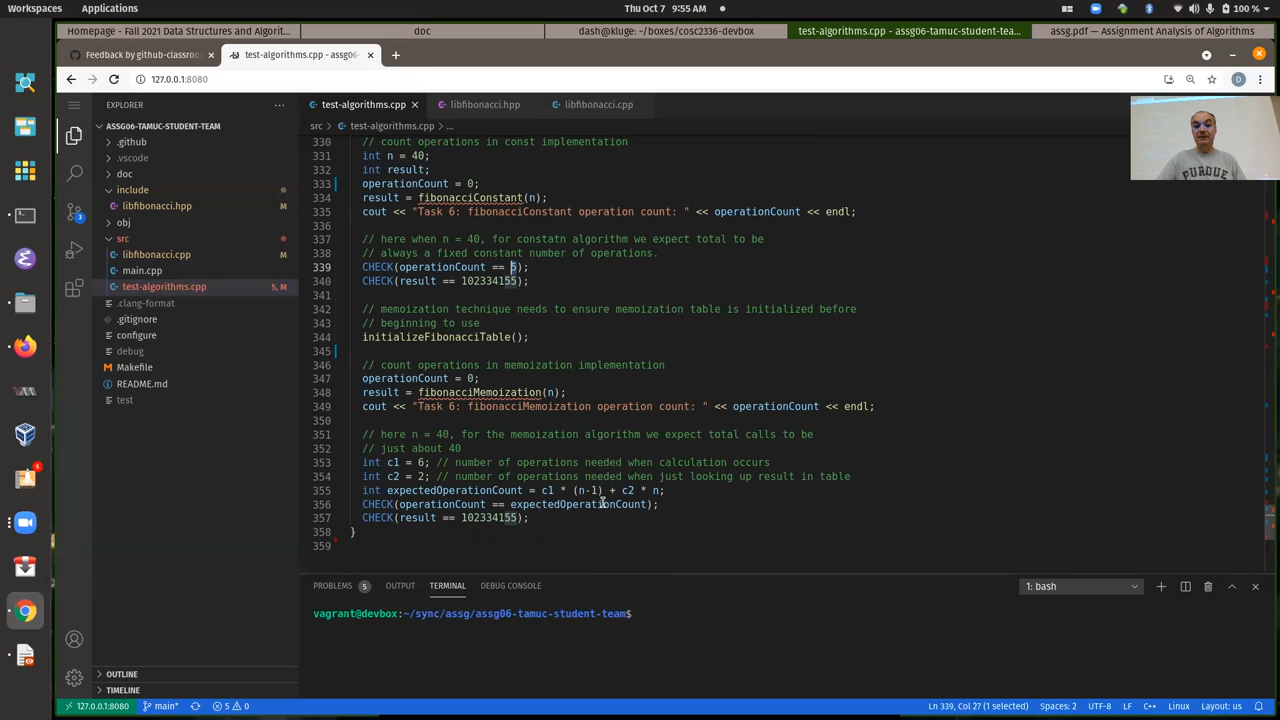 Workspaces Applications Thu Oct 7 9:55 AM 100 %
Homepage - Fall 2021 Data Structures and Algorit... doc dash@kluge: ~/boxes/cosc2336-devbox test-algorithms.cpp - assg06-tamuc-student-tea... assg.pdf — Assignment Analysis of Algorithms
Feedback by github-classroo test-algorithms.cpp - assg06-
127.0.0.1:8080
EXPLORER
ASSG06-TAMUC-STUDENT-TEAM
.github
.vscode
doc
include
libfibonacci.hpp M
obj
src
libfibonacci.cpp M
main.cpp
test-algorithms.cpp 5, M
.clang-format
.gitignore
configure
debug
Makefile
README.md
test
OUTLINE
TIMELINE
3
5
test-algorithms.cpp libfibonacci.hpp libfibonacci.cpp
src > test-algorithms.cpp > ...
330 // count operations in const implementation
331 int n = 40;
332 int result;
333 operationCount = 0;
334 result = fibonacciConstant(n);
335 cout << "Task 6: fibonacciConstant operation count: " << operationCount << endl;
336
337 // here when n = 40, for constatn algorithm we expect total to be
338 // always a fixed constant number of operations.
339 CHECK(operationCount == 5);
340 CHECK(result == 102334155);
341
342 // memoization technique needs to ensure memoization table is initialized before
343 // beginning to use
344 initializeFibonacciTable();
345
346 // count operations in memoization implementation
347 operationCount = 0;
348 result = fibonacciMemoization(n);
349 cout << "Task 6: fibonacciMemoization operation count: " << operationCount << endl;
350
351 // here n = 40, for the memoization algorithm we expect total calls to be
352 // just about 40
353 int c1 = 6; // number of operations needed when calculation occurs
354 int c2 = 2; // number of operations needed when just looking up result in table
355 int expectedOperationCount = c1 * (n-1) + c2 * n;
356 CHECK(operationCount == expectedOperationCount);
357 CHECK(result == 102334155);
358 }
359
PURDUE
PROBLEMS 5 OUTPUT TERMINAL DEBUG CONSOLE 1: bash
vagrant@devbox:~/sync/assg/assg06-tamuc-student-team$
127.0.0.1:8080 main* 5 0 Ln 339, Col 27 (1 selected) Spaces: 2 UTF-8 LF C++ Linux Layout: us